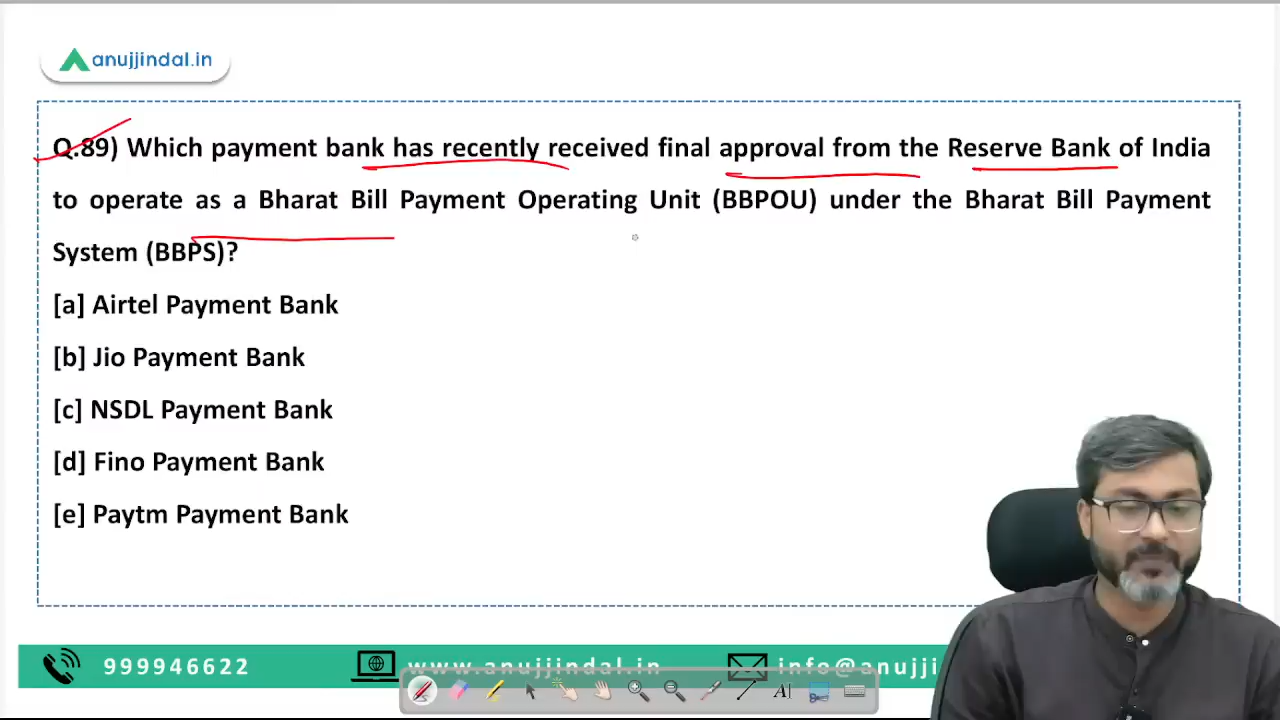 anujjindal.in
Q.89) Which payment bank has recently received final approval from the Reserve Bank of India
to operate as a Bharat Bill Payment Operating Unit (BBPOU) under the Bharat Bill Payment
System (BBPS)?
[a] Airtel Payment Bank
[b] Jio Payment Bank
[c] NSDL Payment Bank
[d] Fino Payment Bank
[e] Paytm Payment Bank
999946622 www.anujjindal.in info@anujji